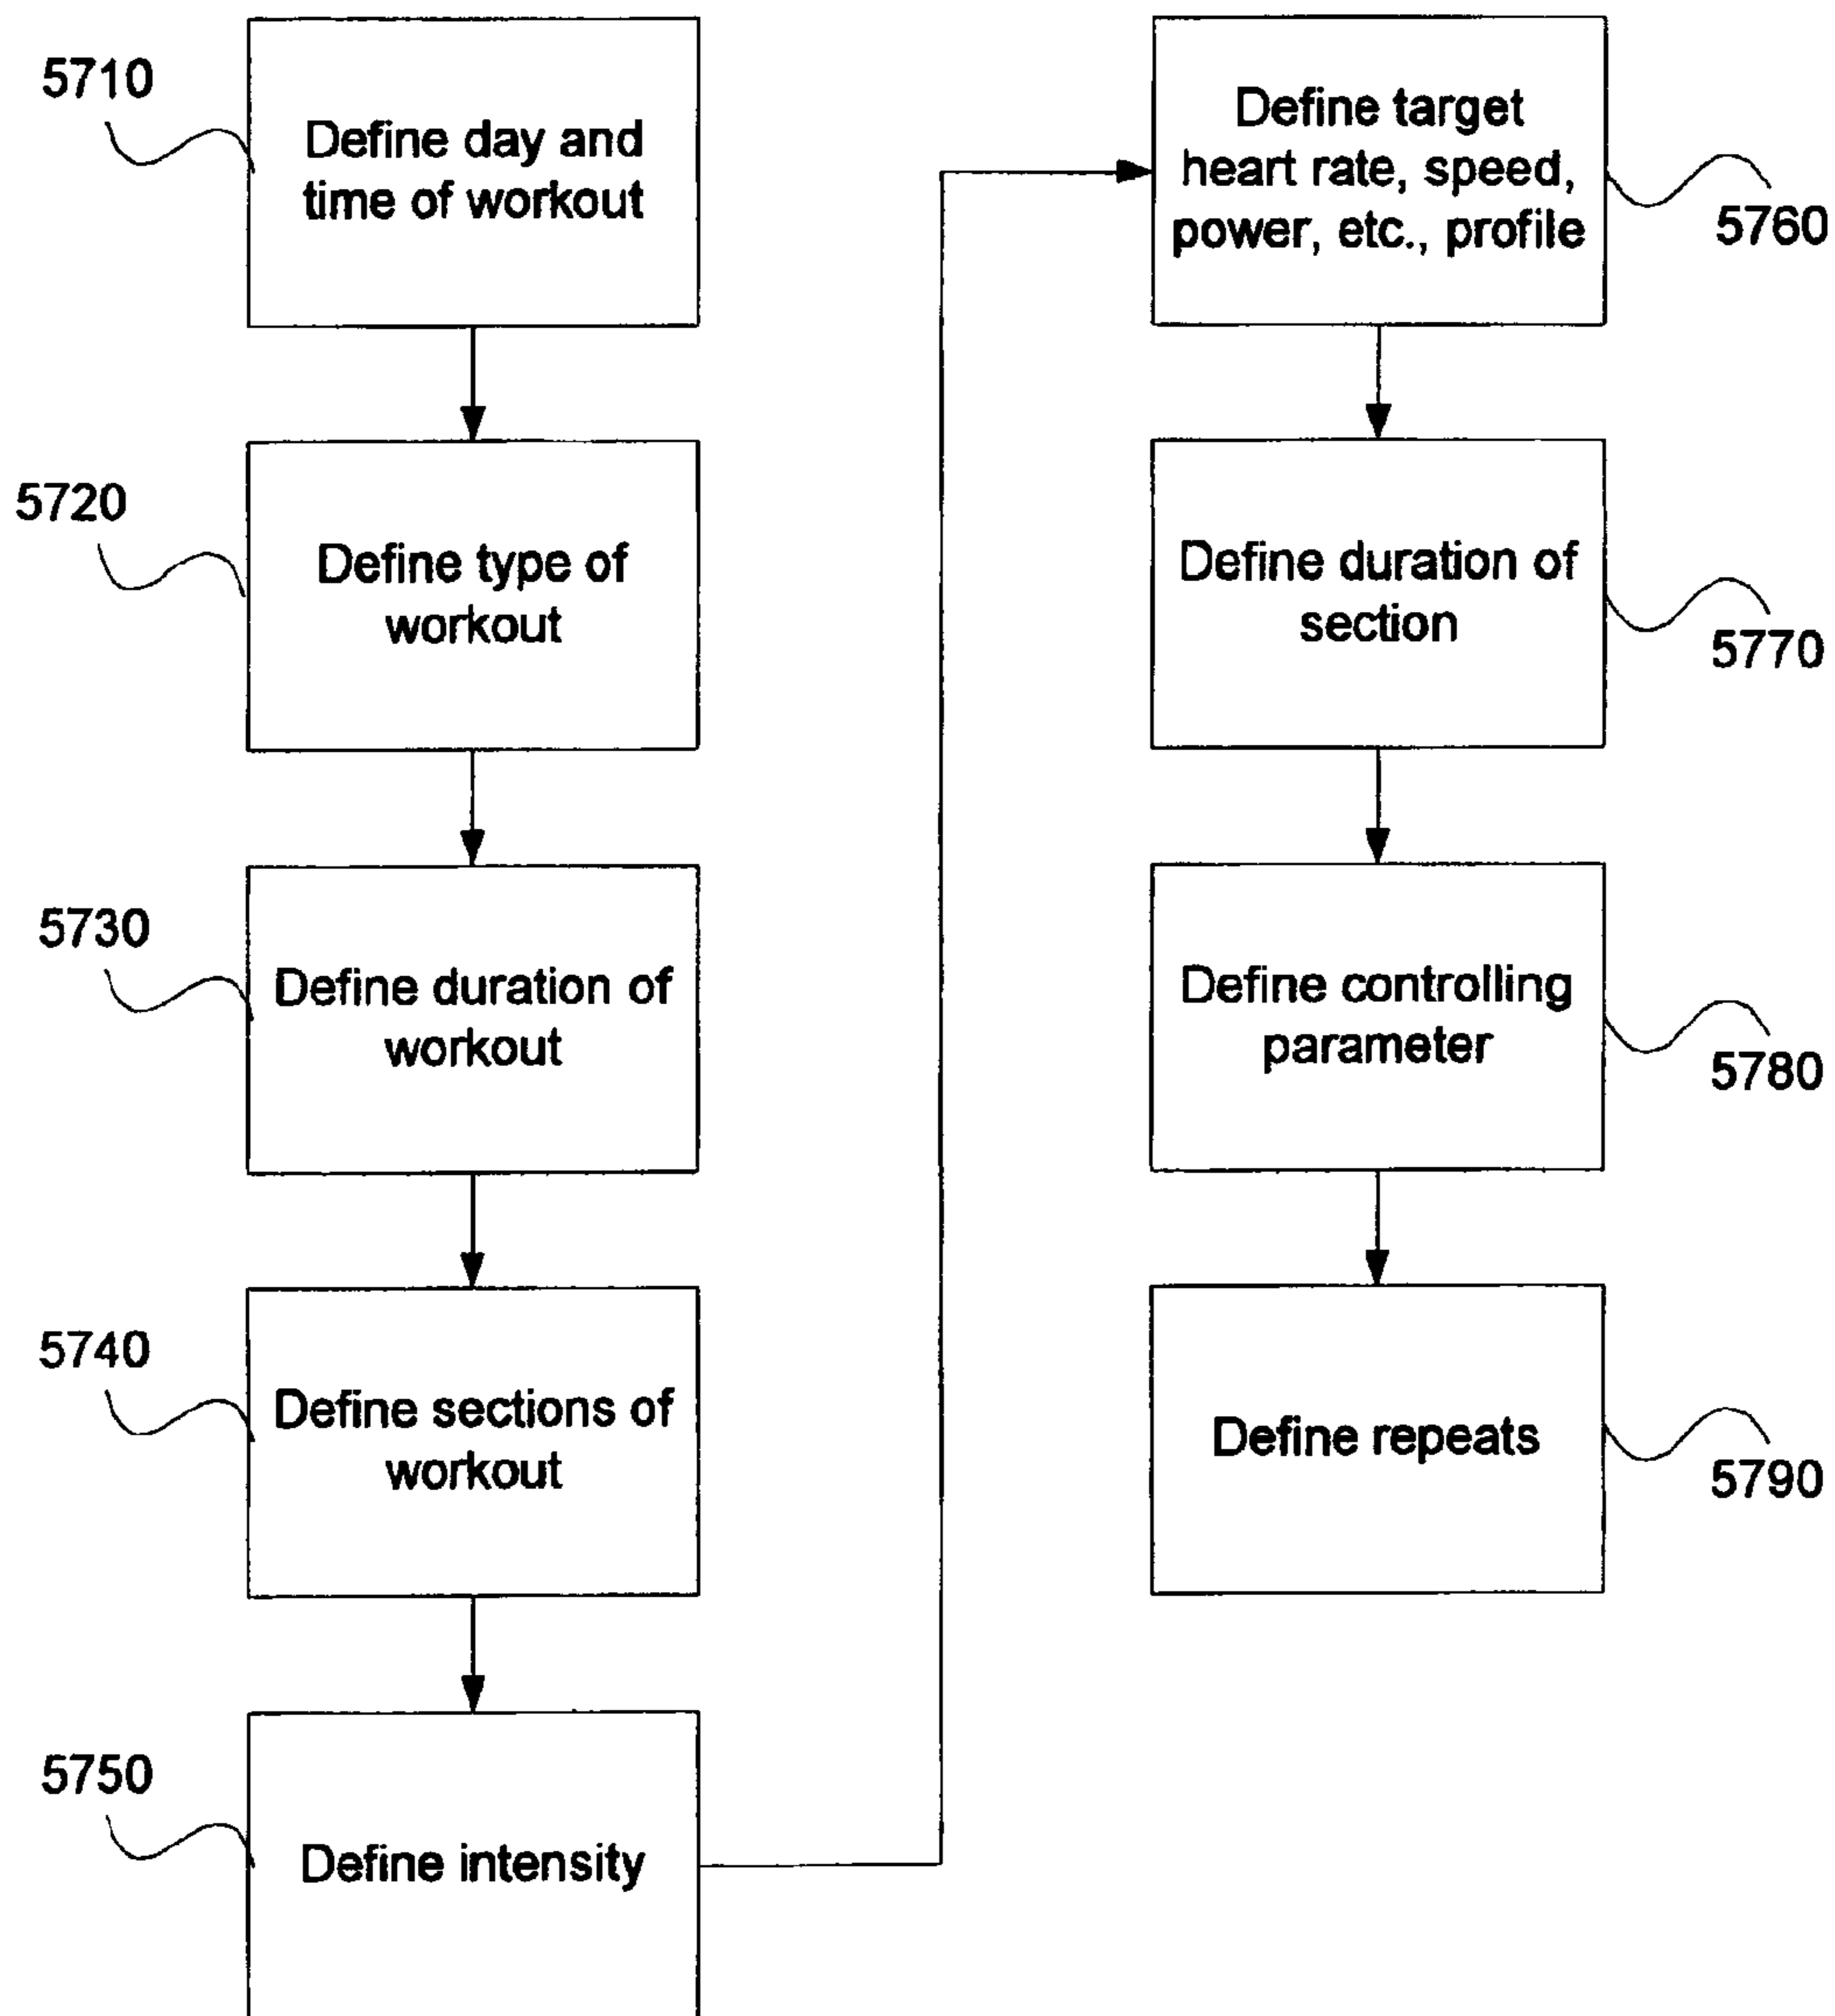 5710
Define day and
time of workout
5720
Define type of
workout
5730
Define duration of
workout
5740
Define sections of
workout
5750
Define intensity
Define target
heart rate, speed,
power, etc., profile
5760
Define duration of
section
5770
Define controlling
parameter
5780
Define repeats
5790